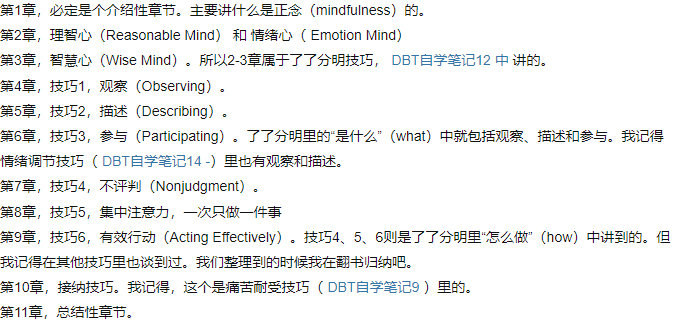 第1章，必定是个介绍性章节。主要讲什么是正念（mindfulness）的。
第2章，理智心（Reasonable Mind） 和 情绪心（ Emotion Mind）
第3章，智慧心（Wise Mind）。所以2-3章属于了了分明技巧， DBT自学笔记12 中 讲的。
第4章，技巧1，观察（Observing）。
第5章，技巧2，描述（Describing）。
第6章，技巧3，参与（Participating）。了了分明里的“是什么”（what）中就包括观察、描述和参与。我记得
情绪调节技巧（ DBT自学笔记14 -）里也有观察和描述。
第7章，技巧4，不评判（Nonjudgment）。
第8章，技巧5，集中注意力，一次只做一件事
第9章，技巧6，有效行动（Acting Effectively）。技巧4、5、6则是了了分明里“怎么做”（how）中讲到的。但
我记得在其他技巧里也谈到过。我们整理到的时候我在翻书归纳吧。
第10章，接纳技巧。我记得，这个是痛苦耐受技巧（ DBT自学笔记9 ）里的。
第11章，总结性章节。